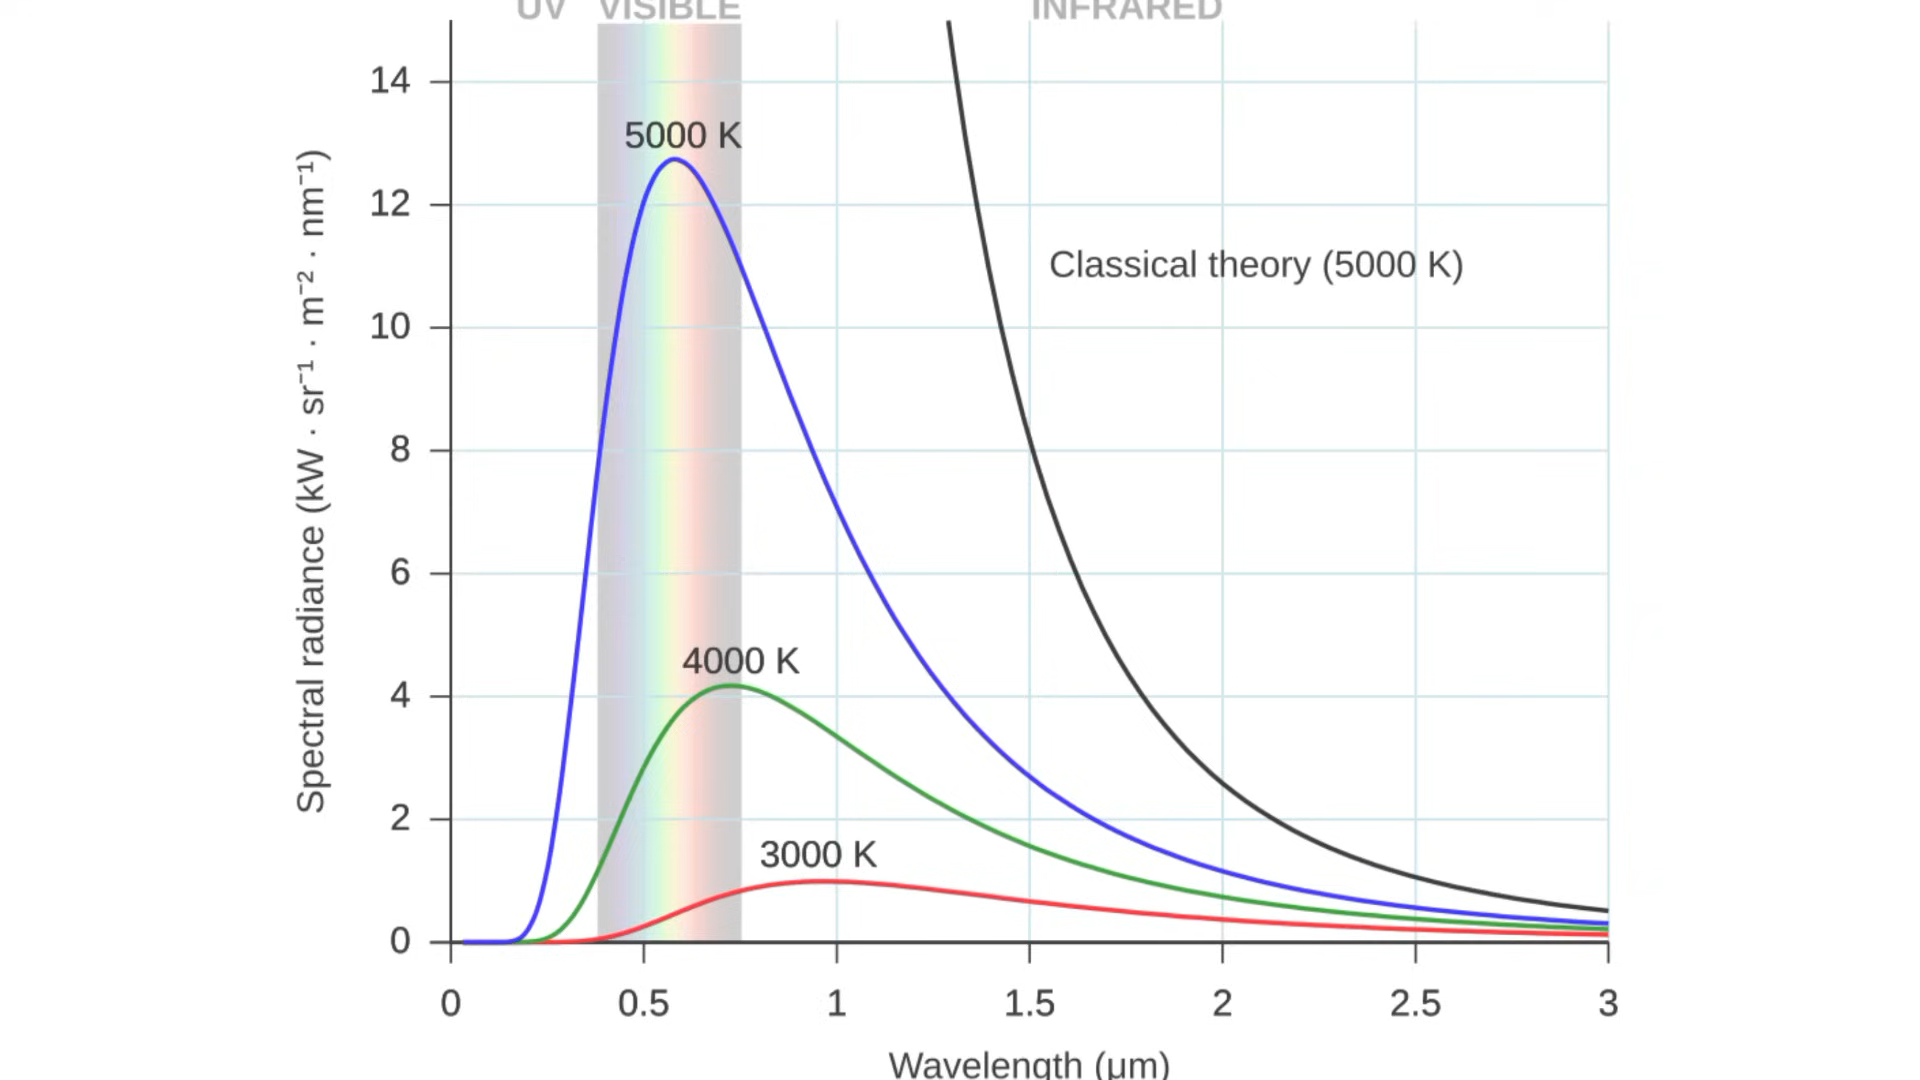 UV VISIBLE INFRARED
14
5000 K
12
Classical theory (5000 K)
10
8
6
4000 K
4
3000 K
2
0
Spectral radiance (kW · sr⁻¹ · m⁻² · nm⁻¹)
0 0.5 1 1.5 2 2.5 3
Wavelength (μm)